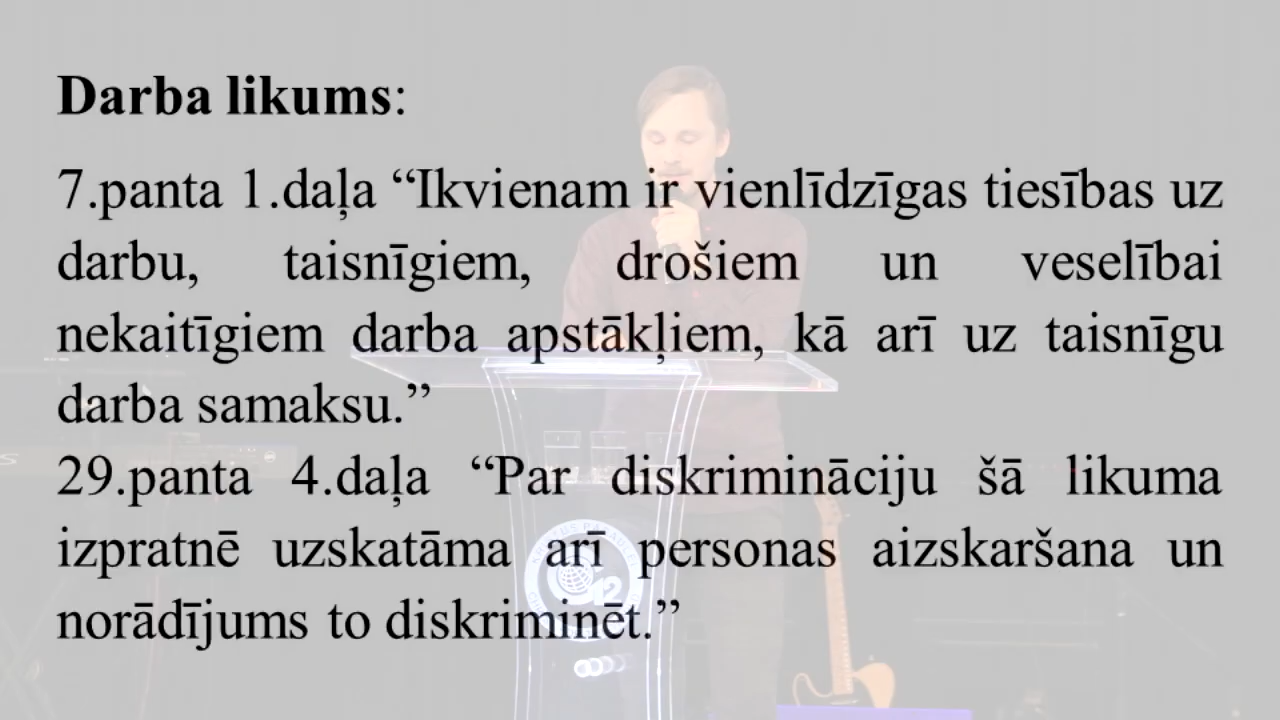 Darba likums:
7.panta 1.daļa “Ikvienam ir vienlīdzīgas tiesības uz
darbu, taisnīgiem, drošiem un veselībai
nekaitīgiem darba apstākļiem, kā arī uz taisnīgu
darba samaksu.”
29.panta 4.daļa “Par diskrimināciju šā likuma
izpratnē uzskatāma arī personas aizskaršana un
norādījums to diskriminēt.”